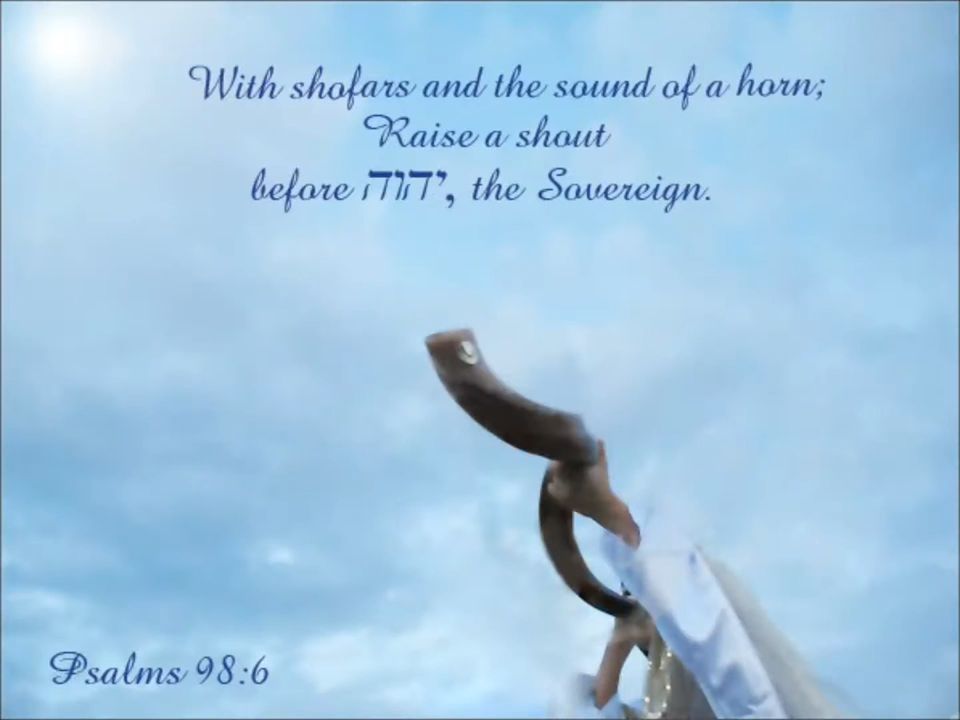 With shofars and the sound of a horn;
Raise a shout
before יהוה, the Sovereign.
Psalms 98:6